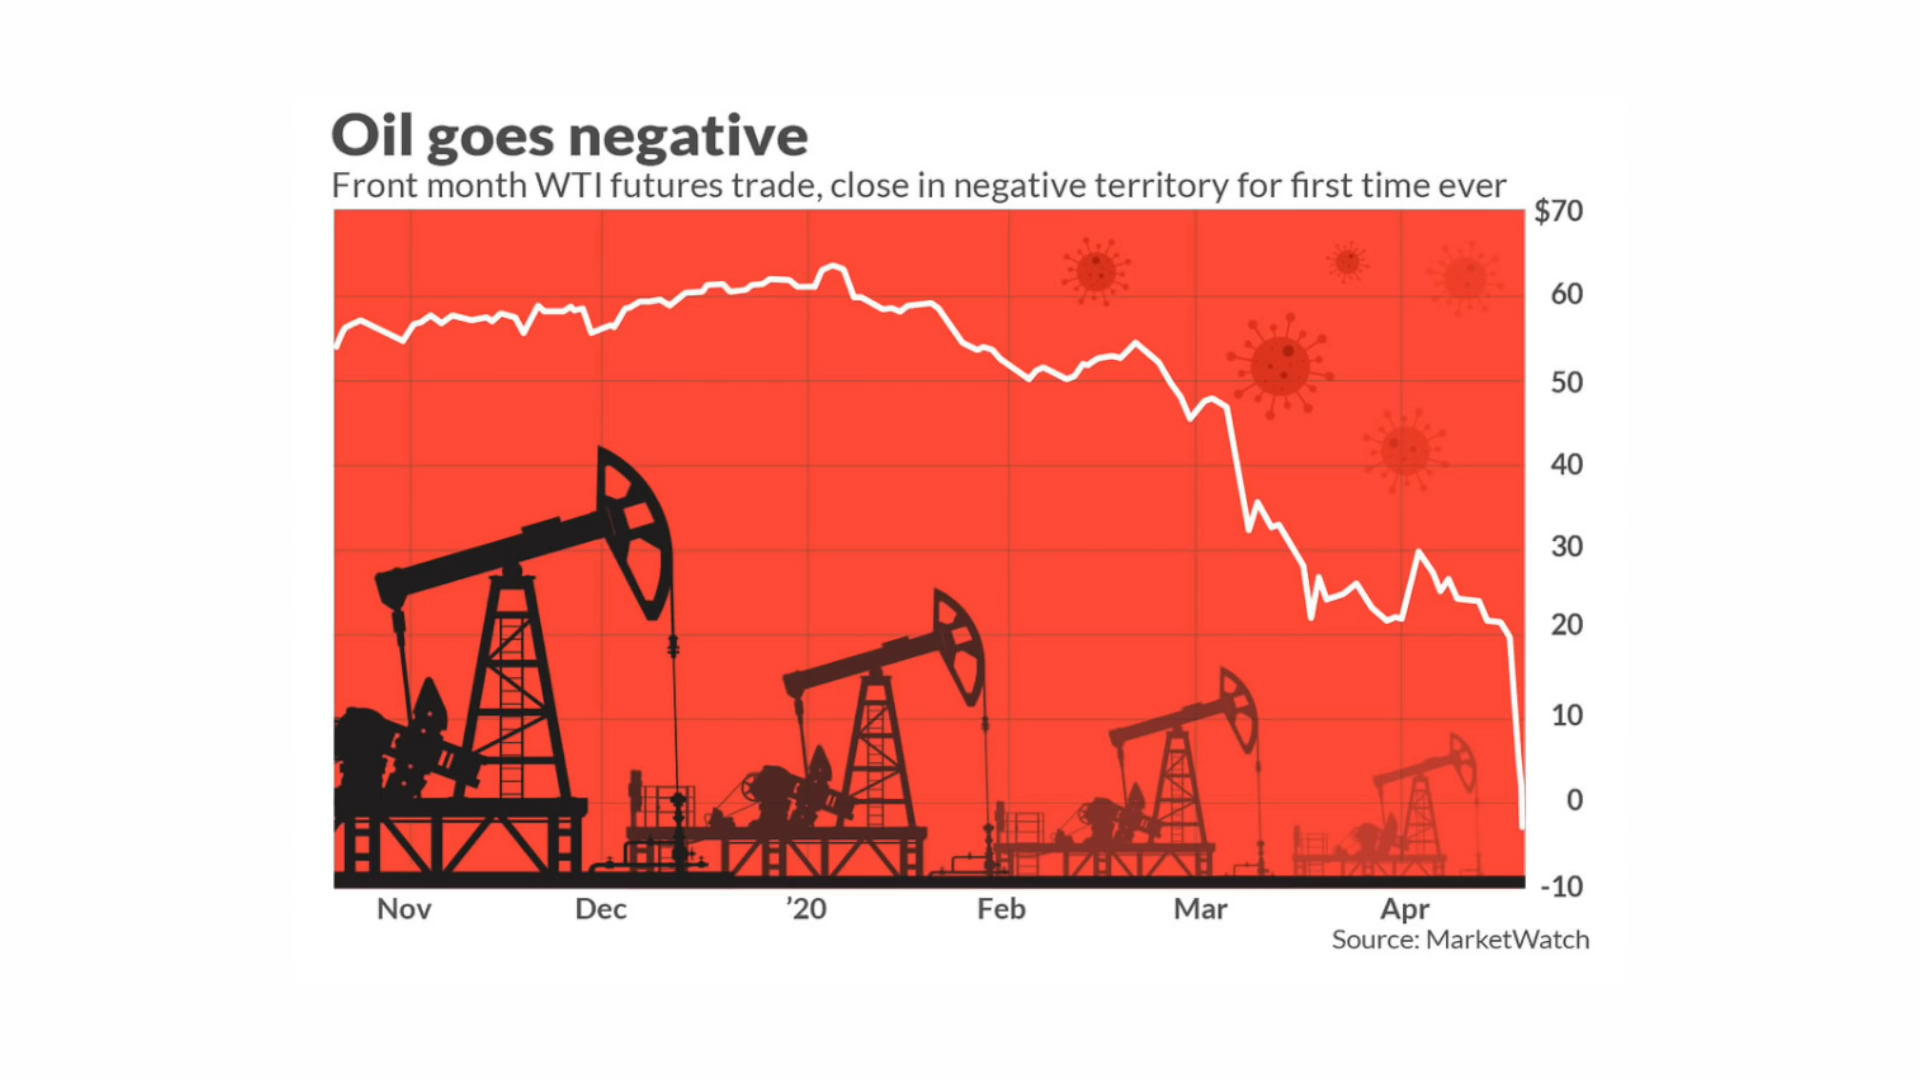 Oil goes negative
Front month WTI futures trade, close in negative territory for first time ever
$70
60
50
40
30
20
10
0
-10
Nov Dec ’20 Feb Mar Apr
Source: MarketWatch